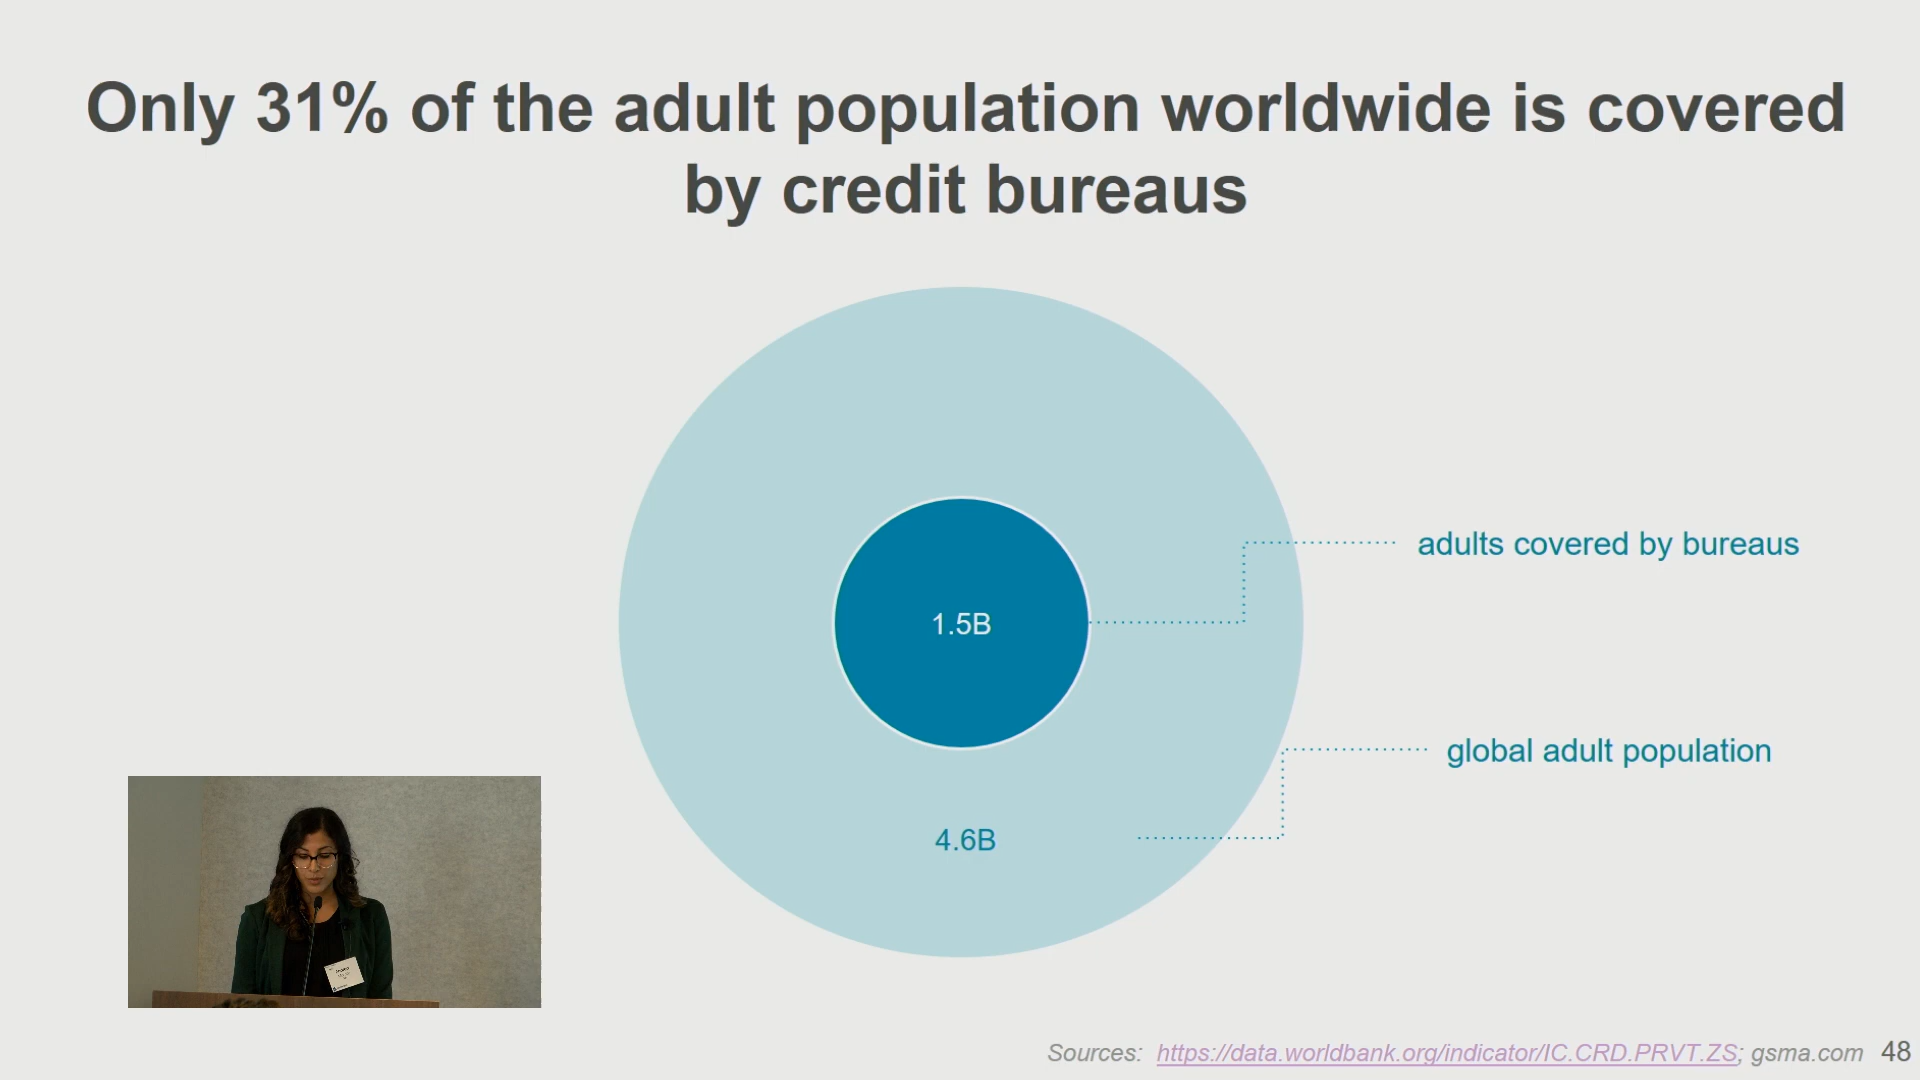 Only 31% of the adult population worldwide is covered
by credit bureaus
adults covered by bureaus
1.5B
global adult population
4.6B
Sources: https://data.worldbank.org/indicator/IC.CRD.PRVT.ZS; gsma.com 48